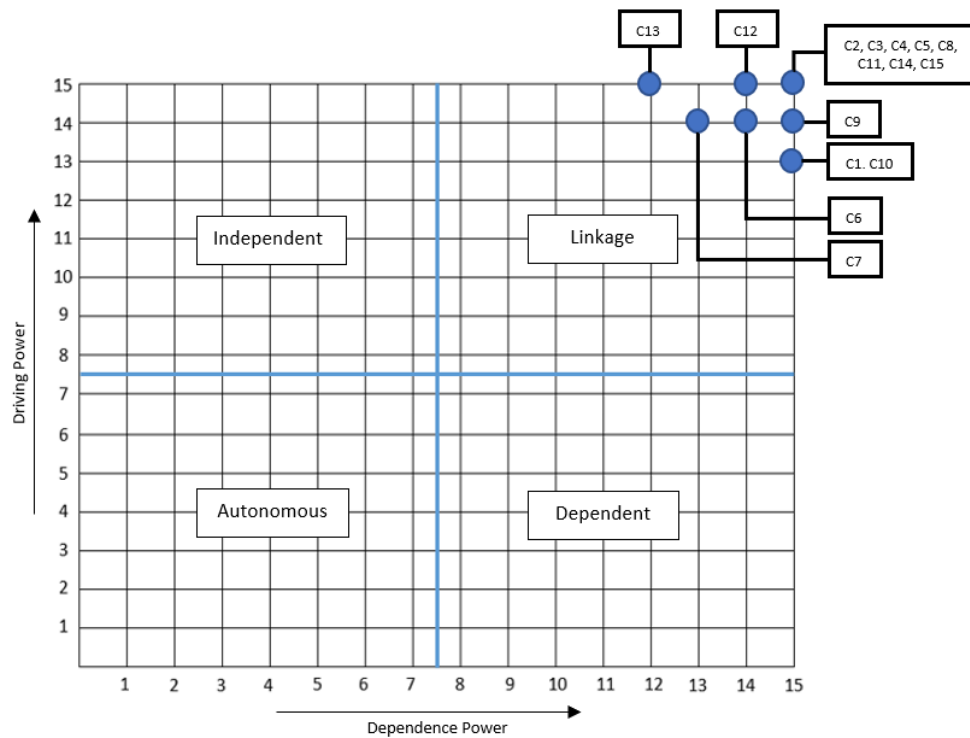 C13
C12
C2, C3, C4, C5, C8,
C11, C14, C15
15
14
C9
13
C1. C10
12
Independent
Linkage
C6
11
C7
10
9
8
7
6
5
Autonomous
Dependent
4
3
2
1
Driving Power
1 2 3 4 5 6 7 8 9 10 11 12 13 14 15
Dependence Power